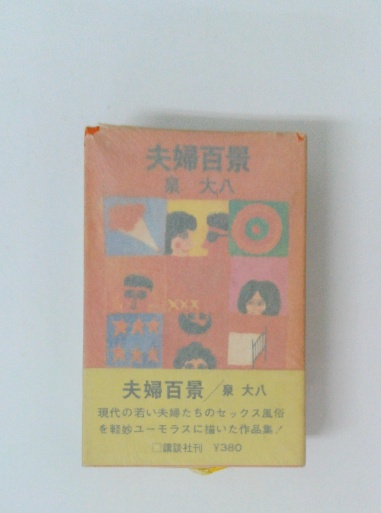 夫婦百景
泉 大八
×××
夫婦百景/泉 大八
現代の若い夫婦たちのセックス風俗
を軽妙ユーモラスに描いた作品集!
□講談社刊 ¥380